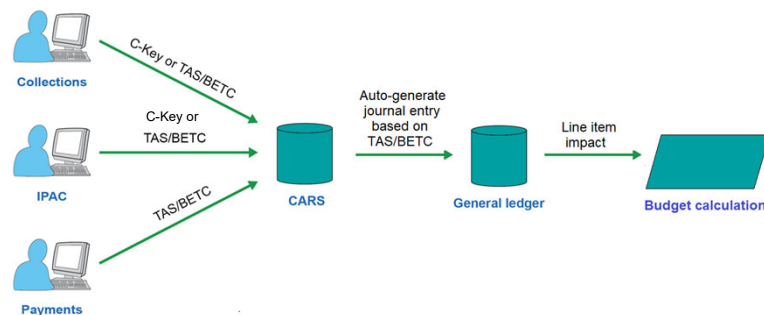 C-Key or TAS/BETC
Collections
C-Key or
TAS/BETC
IPAC
TAS/BETC
Payments
CARS
Auto-generate
journal entry
based on
TAS/BETC
General ledger
Line item
impact
Budget calculation